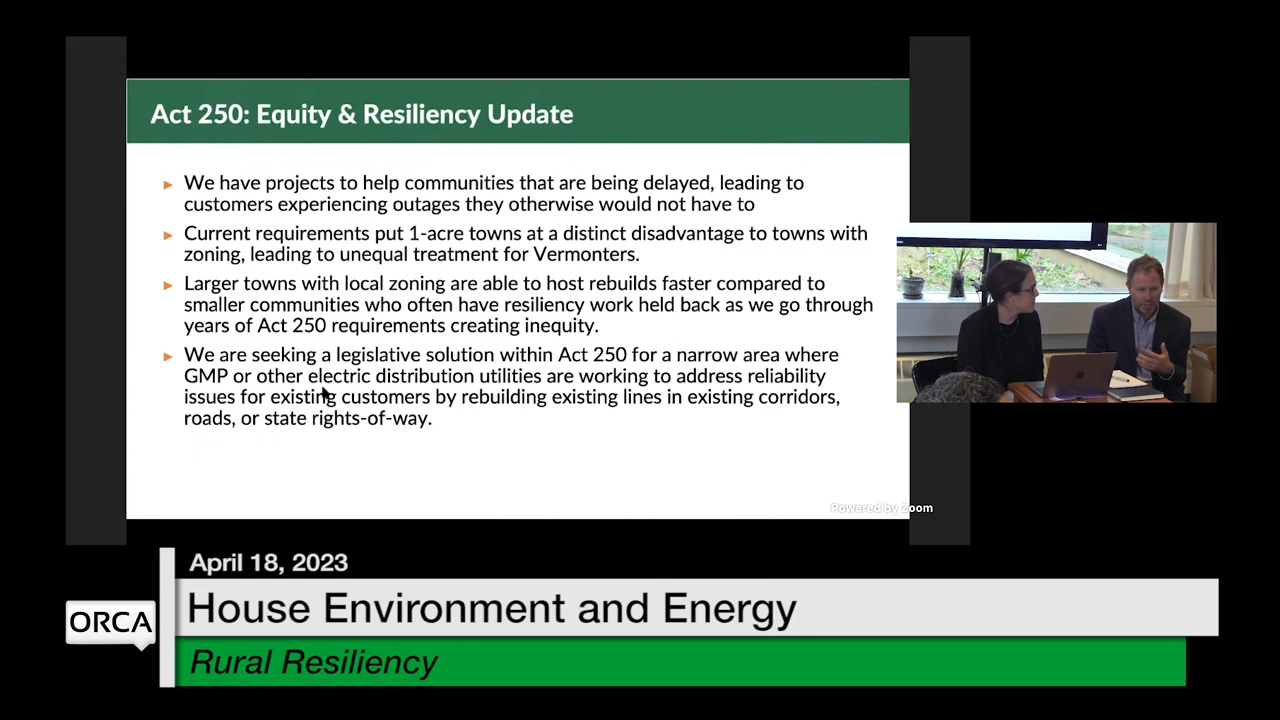 Act 250: Equity & Resiliency Update
We have projects to help communities that are being delayed, leading to
customers experiencing outages they otherwise would not have to
Current requirements put 1-acre towns at a distinct disadvantage to towns with
zoning, leading to unequal treatment for Vermonters.
Larger towns with local zoning are able to host rebuilds faster compared to
smaller communities who often have resiliency work held back as we go through
years of Act 250 requirements creating inequity.
We are seeking a legislative solution within Act 250 for a narrow area where
GMP or other electric distribution utilities are working to address reliability
issues for existing customers by rebuilding existing lines in existing corridors,
roads, or state rights-of-way.
Powered by Zoom
April 18, 2023
House Environment and Energy
ORCA
Rural Resiliency